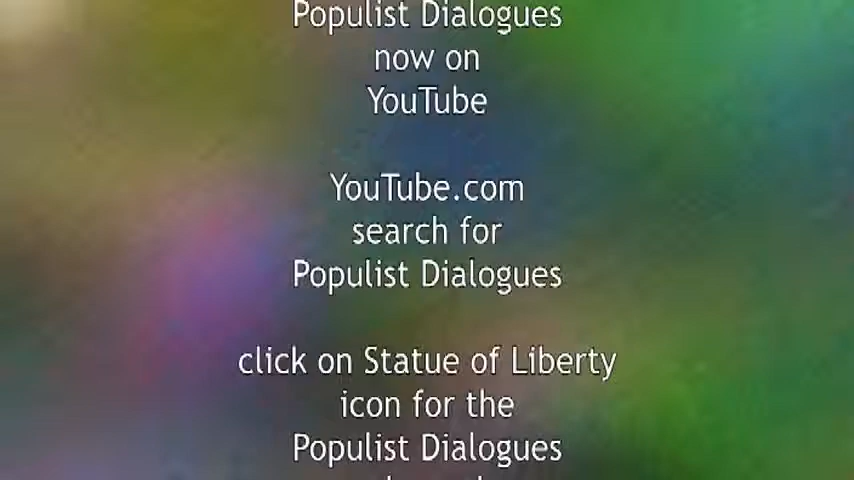 Populist Dialogues
now on
YouTube
YouTube.com
search for
Populist Dialogues
click on Statue of Liberty
icon for the
Populist Dialogues